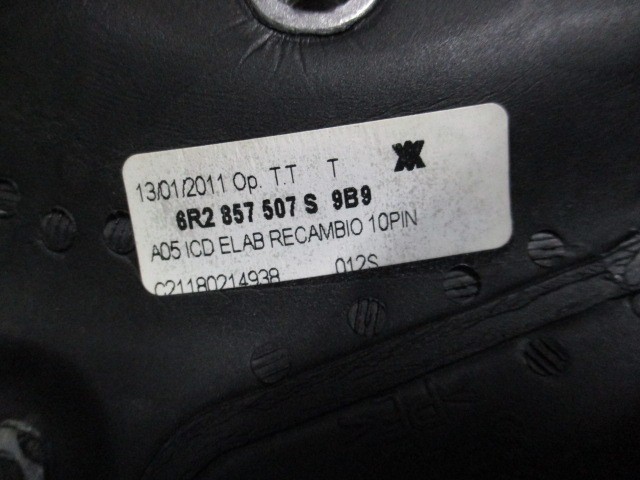 13/01/2011 Op. T.T T
6R2 857 507 S 9B9
A05 ICD ELAB RECAMBIO 10PIN
C21180214938 012S